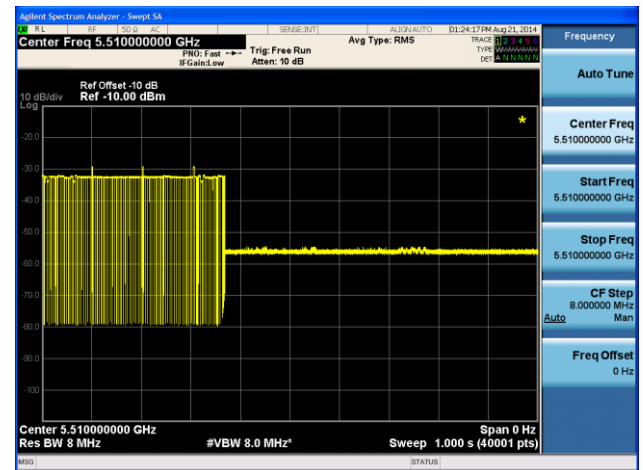 Agilent Spectrum Analyzer - Swept SA
RL RF 50 Ω AC SENSE:INT ALIGN AUTO 01:24:17 PM Aug 21, 2014
Center Freq 5.510000000 GHz
PNO: Fast
IFGain:Low
Trig: Free Run
Atten: 10 dB
Avg Type: RMS
TRACE 1 2 3 4 5
TYPE
DET A N N N N N
Frequency
Ref Offset -10 dB
10 dB/div Ref -10.00 dBm
Log
-20.0
-30.0
-40.0
-50.0
-60.0
-70.0
-80.0
-90.0
-100
*
Center 5.510000000 GHz
Res BW 8 MHz
#VBW 8.0 MHz*
Span 0 Hz
Sweep 1.000 s (40001 pts)
MSG
STATUS
Auto Tune
Center Freq
5.510000000 GHz
Start Freq
5.510000000 GHz
Stop Freq
5.510000000 GHz
CF Step
8.000000 MHz
Auto Man
Freq Offset
0 Hz